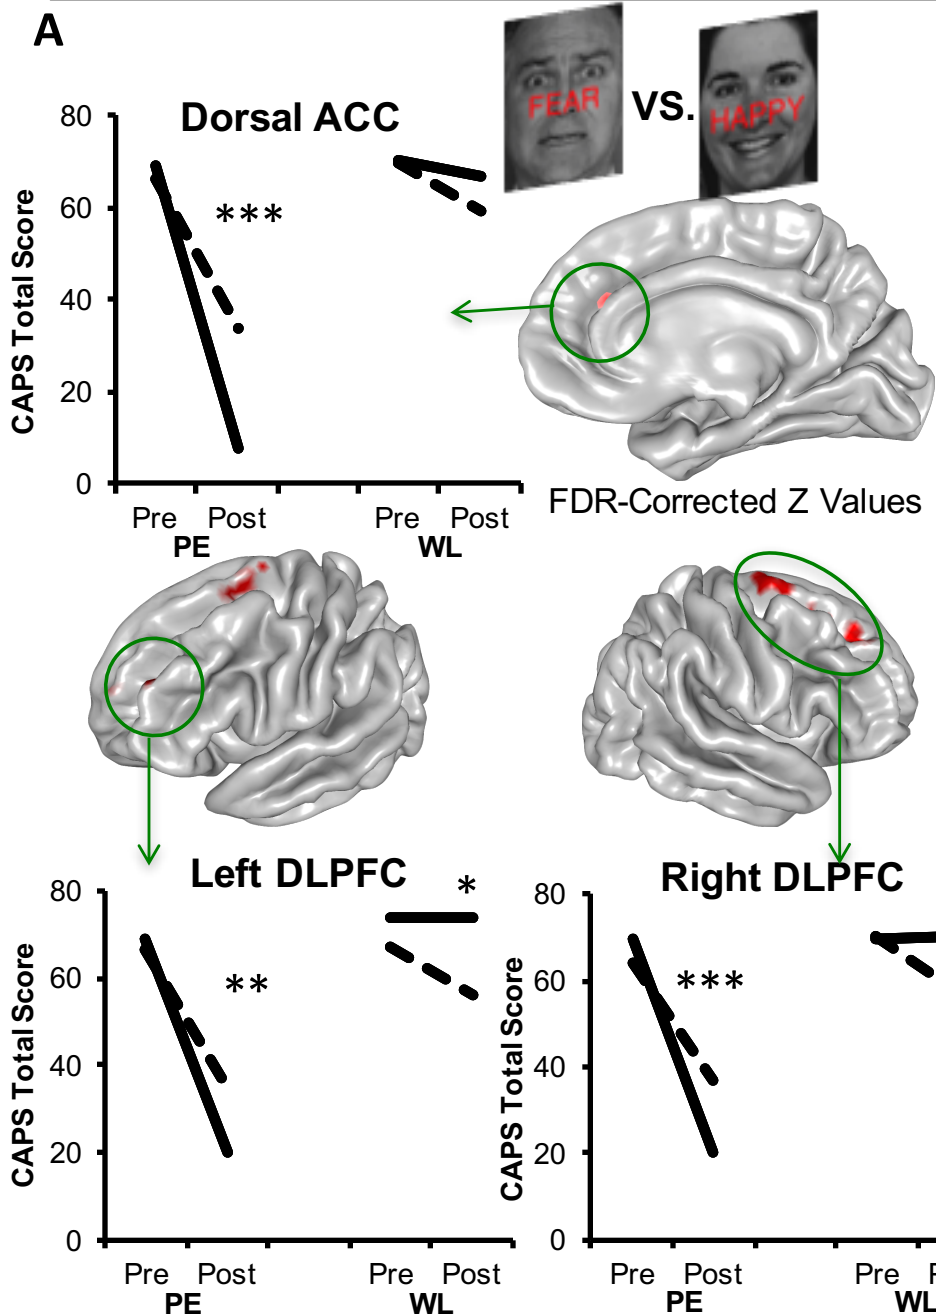 A
FEAR
VS.
HAPPY
Dorsal ACC
80
60
40
20
0
CAPS Total Score
***
Pre Post
PE
Pre Post
WL
FDR-Corrected Z Values
Left DLPFC
80
60
40
20
0
CAPS Total Score
**
*
Pre Post
PE
Pre Post
WL
Right DLPFC
80
60
40
20
0
CAPS Total Score
***
Pre Post
PE
Pre
WL